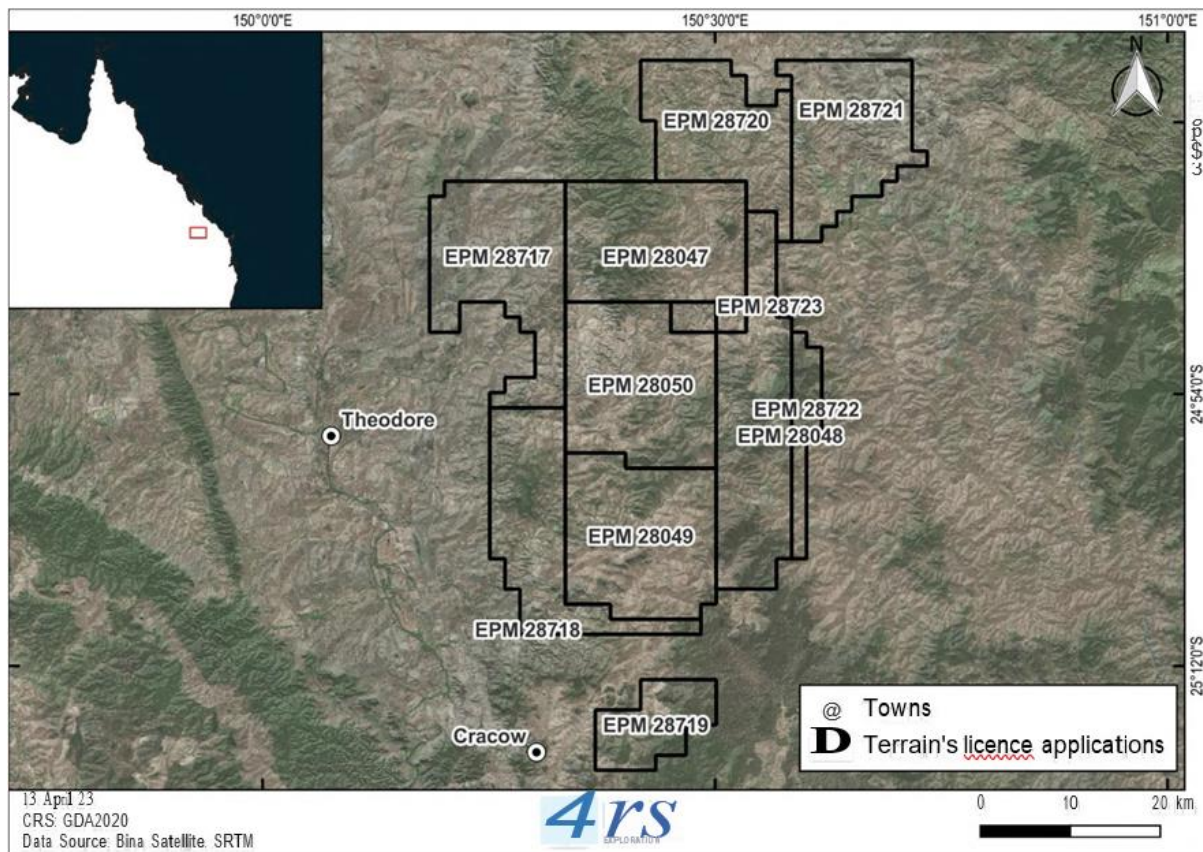 150°0'0"E
150°30'0"E
151°0'0"E
N
EPM 28720
EPM 28721
EPM 28717
EPM 28047
EPM 28723
EPM 28050
24°54'0"S
EPM 28722
Theodore
EPM 28048
EPM 28049
EPM 28718
25°12'0"S
EPM 28719
Cracow
@ Towns
D Terrain's licence applications
13 April 23
CRS: GDA2020
Data Source: Bina Satellite, SRTM
4rs
EXPLORATION
0 10 20 km